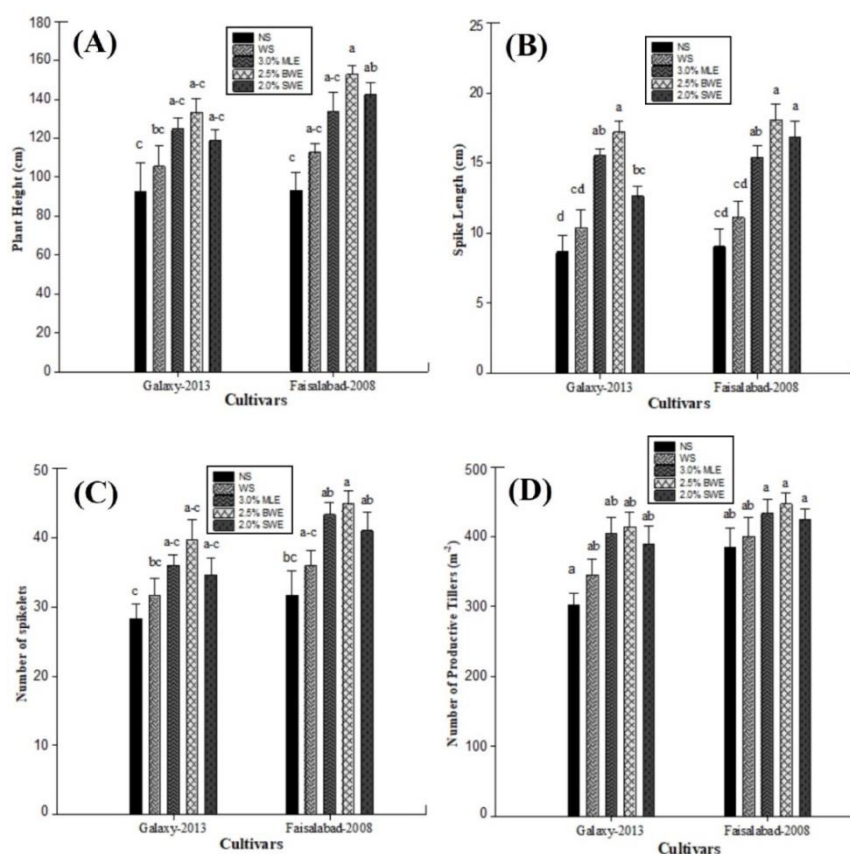 (A)
NS
WS
3.0% MLE
2.5% BWE
2.0% SWE
180
160
140
120
100
80
60
40
20
0
Plant Height (cm)
c
bc
a-c
a-c
a-c
c
a-c
a-c
a
ab
Galaxy-2013
Faisalabad-2008
Cultivars
(B)
NS
WS
3.0% MLE
2.5% BWE
2.0% SWE
25
20
15
10
5
0
Spike Length (cm)
d
cd
ab
a
bc
cd
cd
ab
a
a
Galaxy-2013
Faisalabad-2008
Cultivars
(C)
NS
WS
3.0% MLE
2.5% BWE
2.0% SWE
50
40
30
20
10
0
Number of spikelets
c
bc
a-c
a-c
a-c
bc
a-c
ab
a
ab
Galaxy-2013
Faisalabad-2008
Cultivars
(D)
NS
WS
3.0% MLE
2.5% BWE
2.0% SWE
500
400
300
200
100
0
Number of Productive Tillers (m-2)
a
ab
ab
ab
ab
ab
ab
a
a
a
Galaxy-2013
Faisalabad-2008
Cultivars